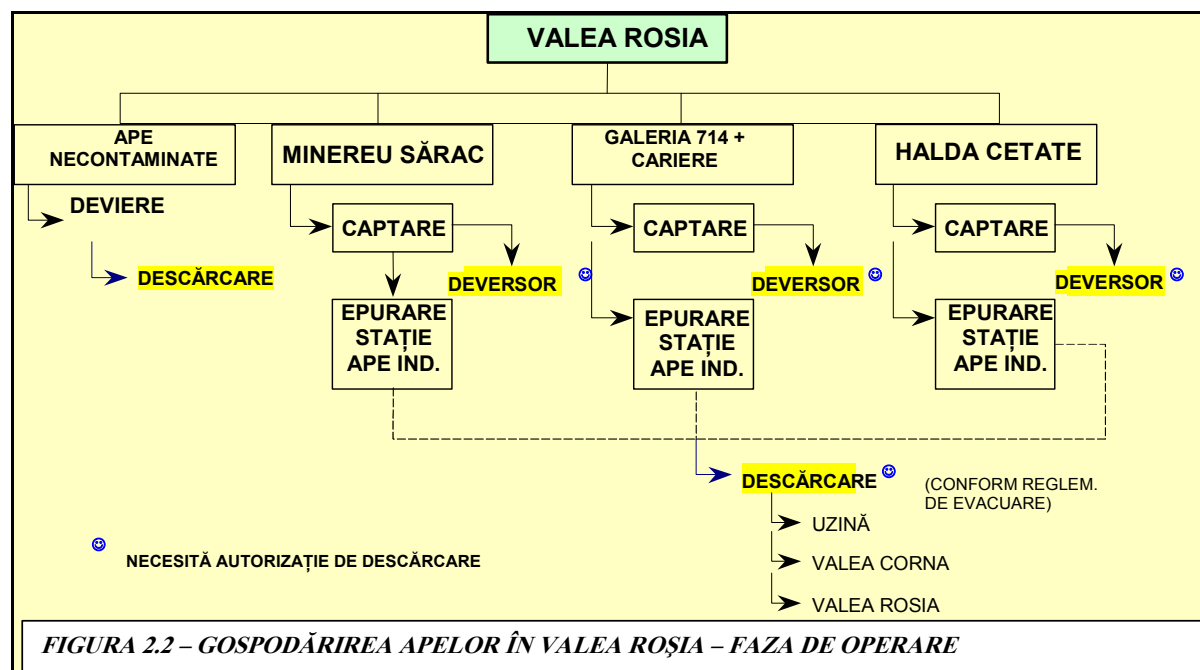 VALEA ROSIA
APE
NECONTAMINATE
MINEREU SĂRAC
GALERIA 714 +
CARIERE
HALDA CETATE
DEVIERE
CAPTARE
CAPTARE
CAPTARE
DESCĂRCARE
DEVERSOR
DEVERSOR
DEVERSOR
EPURARE
STAȚIE
APE IND.
EPURARE
STAȚIE
APE IND.
EPURARE
STAȚIE
APE IND.
DESCĂRCARE
(CONFORM REGLEM.
DE EVACUARE)
UZINĂ
VALEA CORNA
VALEA ROSIA
NECESITĂ AUTORIZAȚIE DE DESCĂRCARE
FIGURA 2.2 – GOSPODĂRIREA APELOR ÎN VALEA ROȘIA – FAZA DE OPERARE